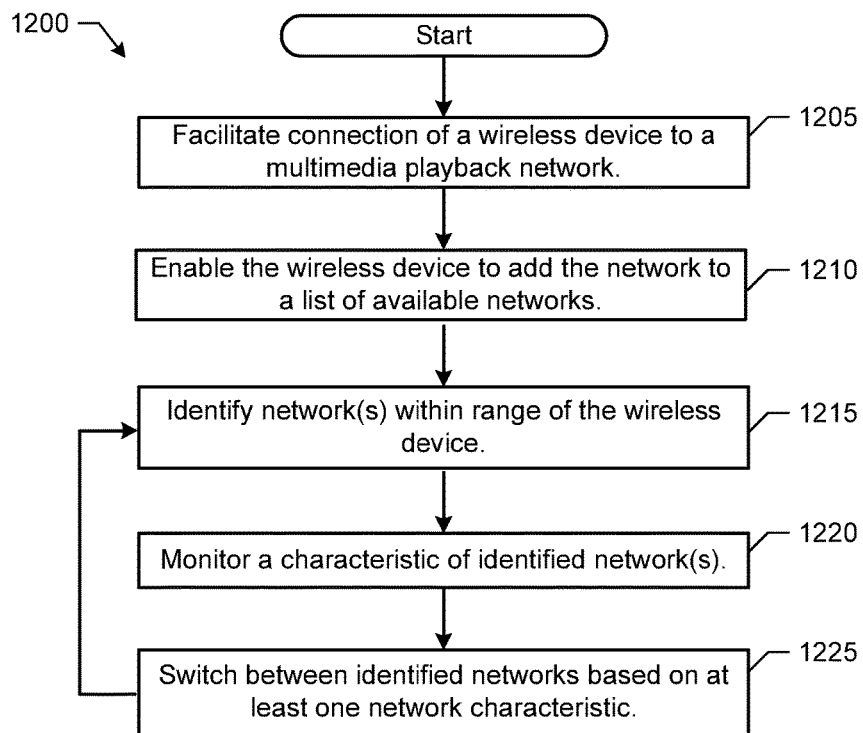 1200
Start
1205
Facilitate connection of a wireless device to a
multimedia playback network.
1210
Enable the wireless device to add the network to
a list of available networks.
1215
Identify network(s) within range of the wireless
device.
1220
Monitor a characteristic of identified network(s).
1225
Switch between identified networks based on at
least one network characteristic.